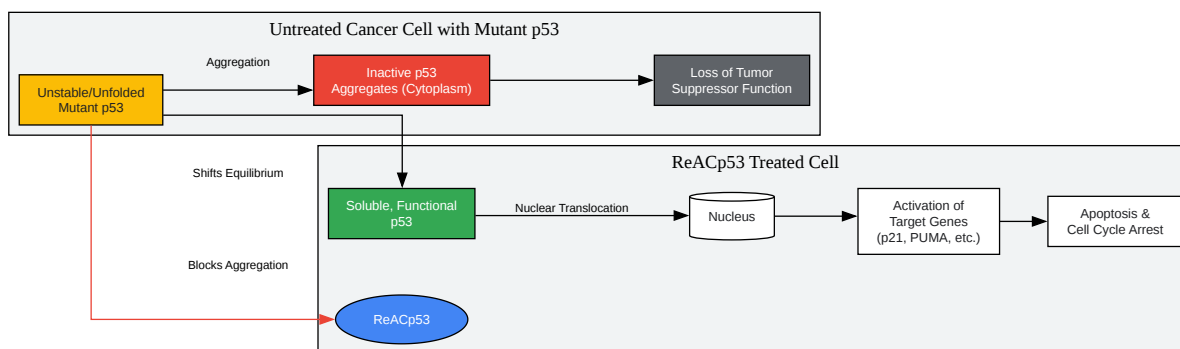 Untreated Cancer Cell with Mutant p53
Aggregation
Unstable/Unfolded
Mutant p53
Inactive p53
Aggregates (Cytoplasm)
Loss of Tumor
Suppressor Function
ReACp53 Treated Cell
Shifts Equilibrium
Soluble, Functional
p53
Nuclear Translocation
Nucleus
Activation of
Target Genes
(p21, PUMA, etc.)
Apoptosis &
Cell Cycle Arrest
Blocks Aggregation
ReACp53